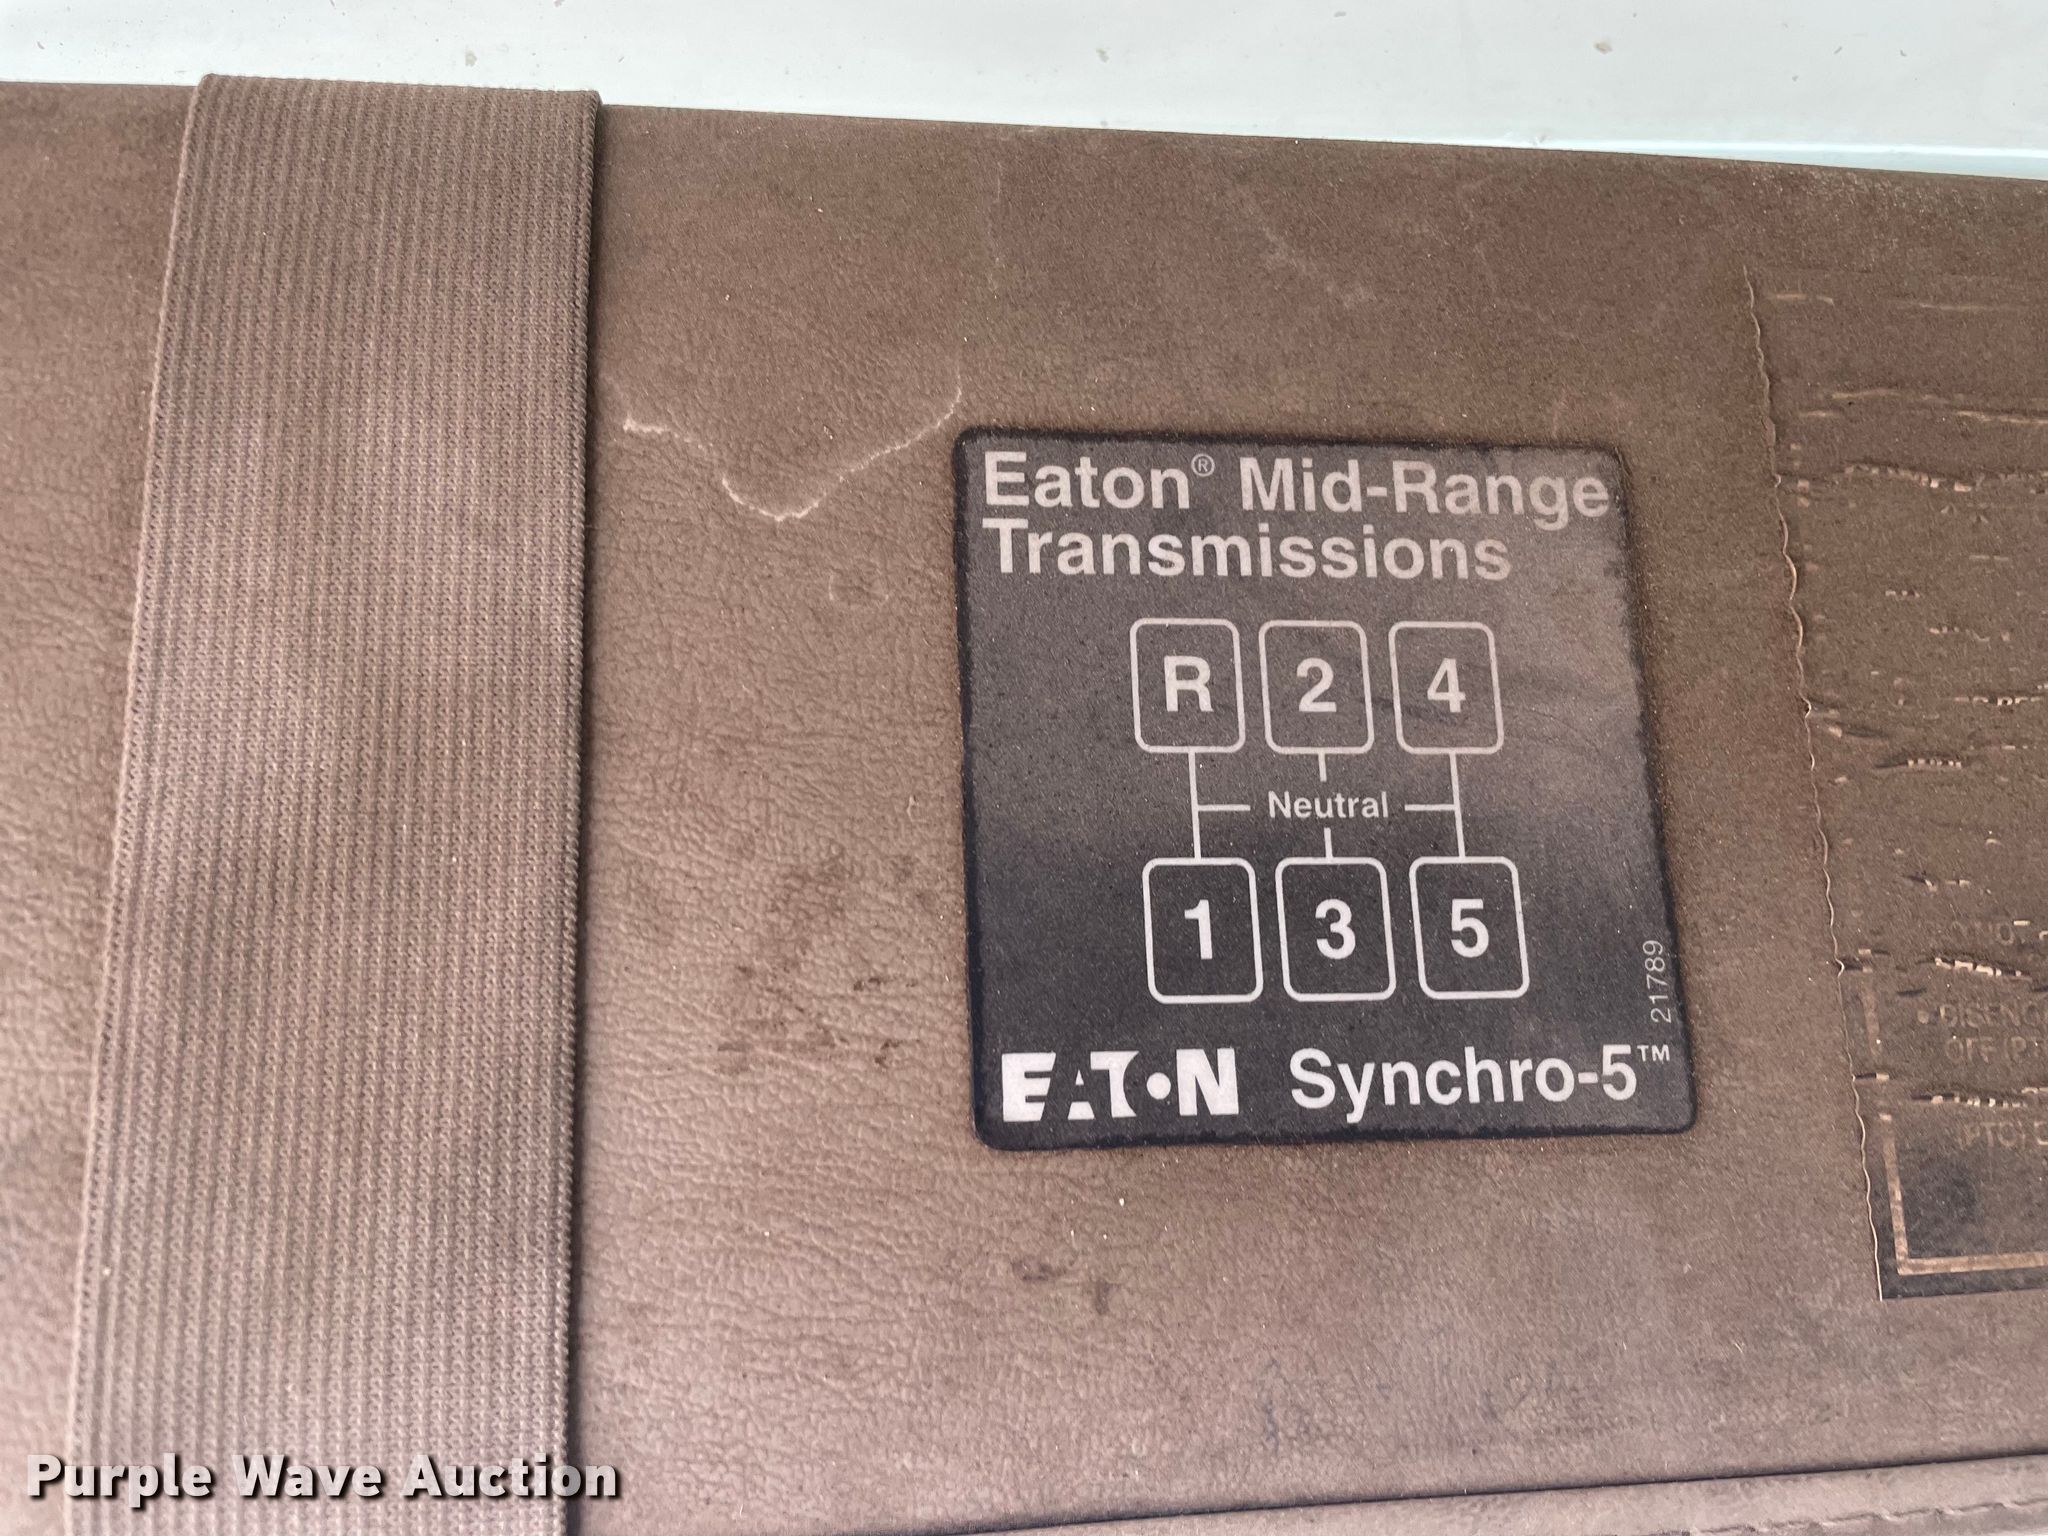 Eaton® Mid-Range
Transmissions
R 2 4
Neutral
1 3 5
21789
EATON Synchro-5™
Purple Wave Auction